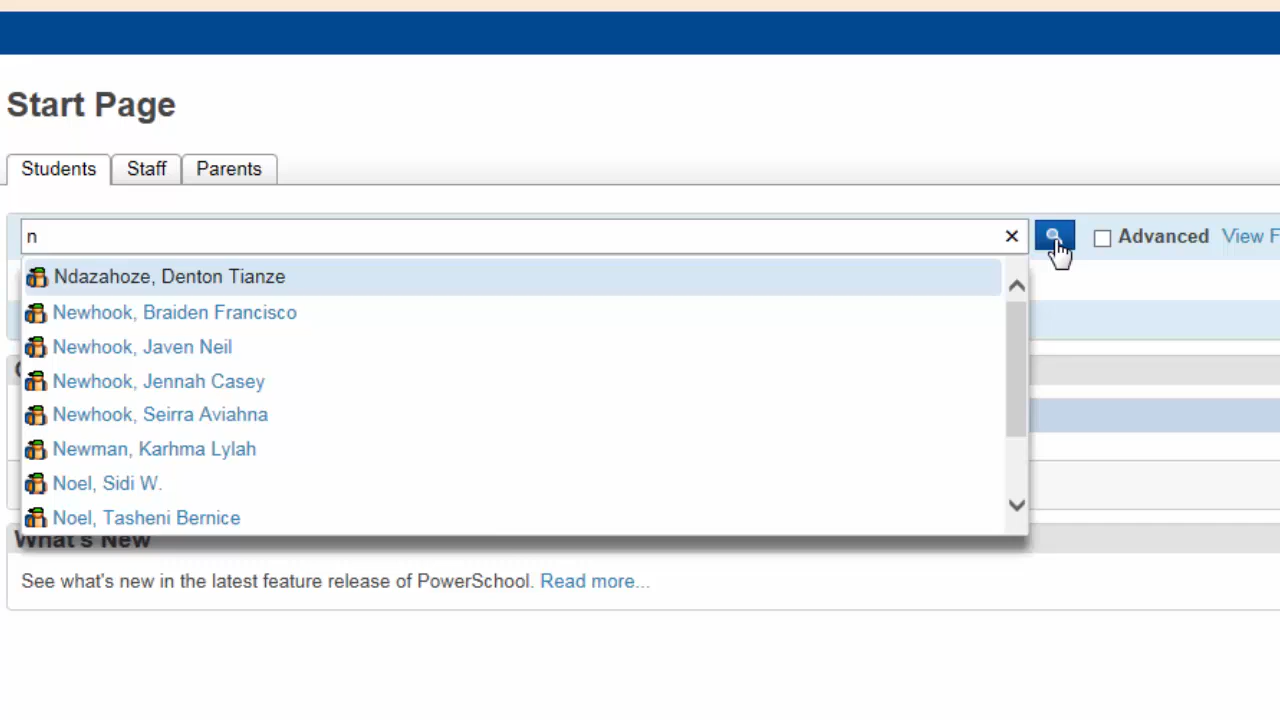 Start Page
Students Staff Parents
n
Advanced View F
Ndazahoze, Denton Tianze
Newhook, Braiden Francisco
Newhook, Javen Neil
Newhook, Jennah Casey
Newhook, Seirra Aviahna
Newman, Karhma Lylah
Noel, Sidi W.
Noel, Tasheni Bernice
What's New
See what's new in the latest feature release of PowerSchool. Read more...